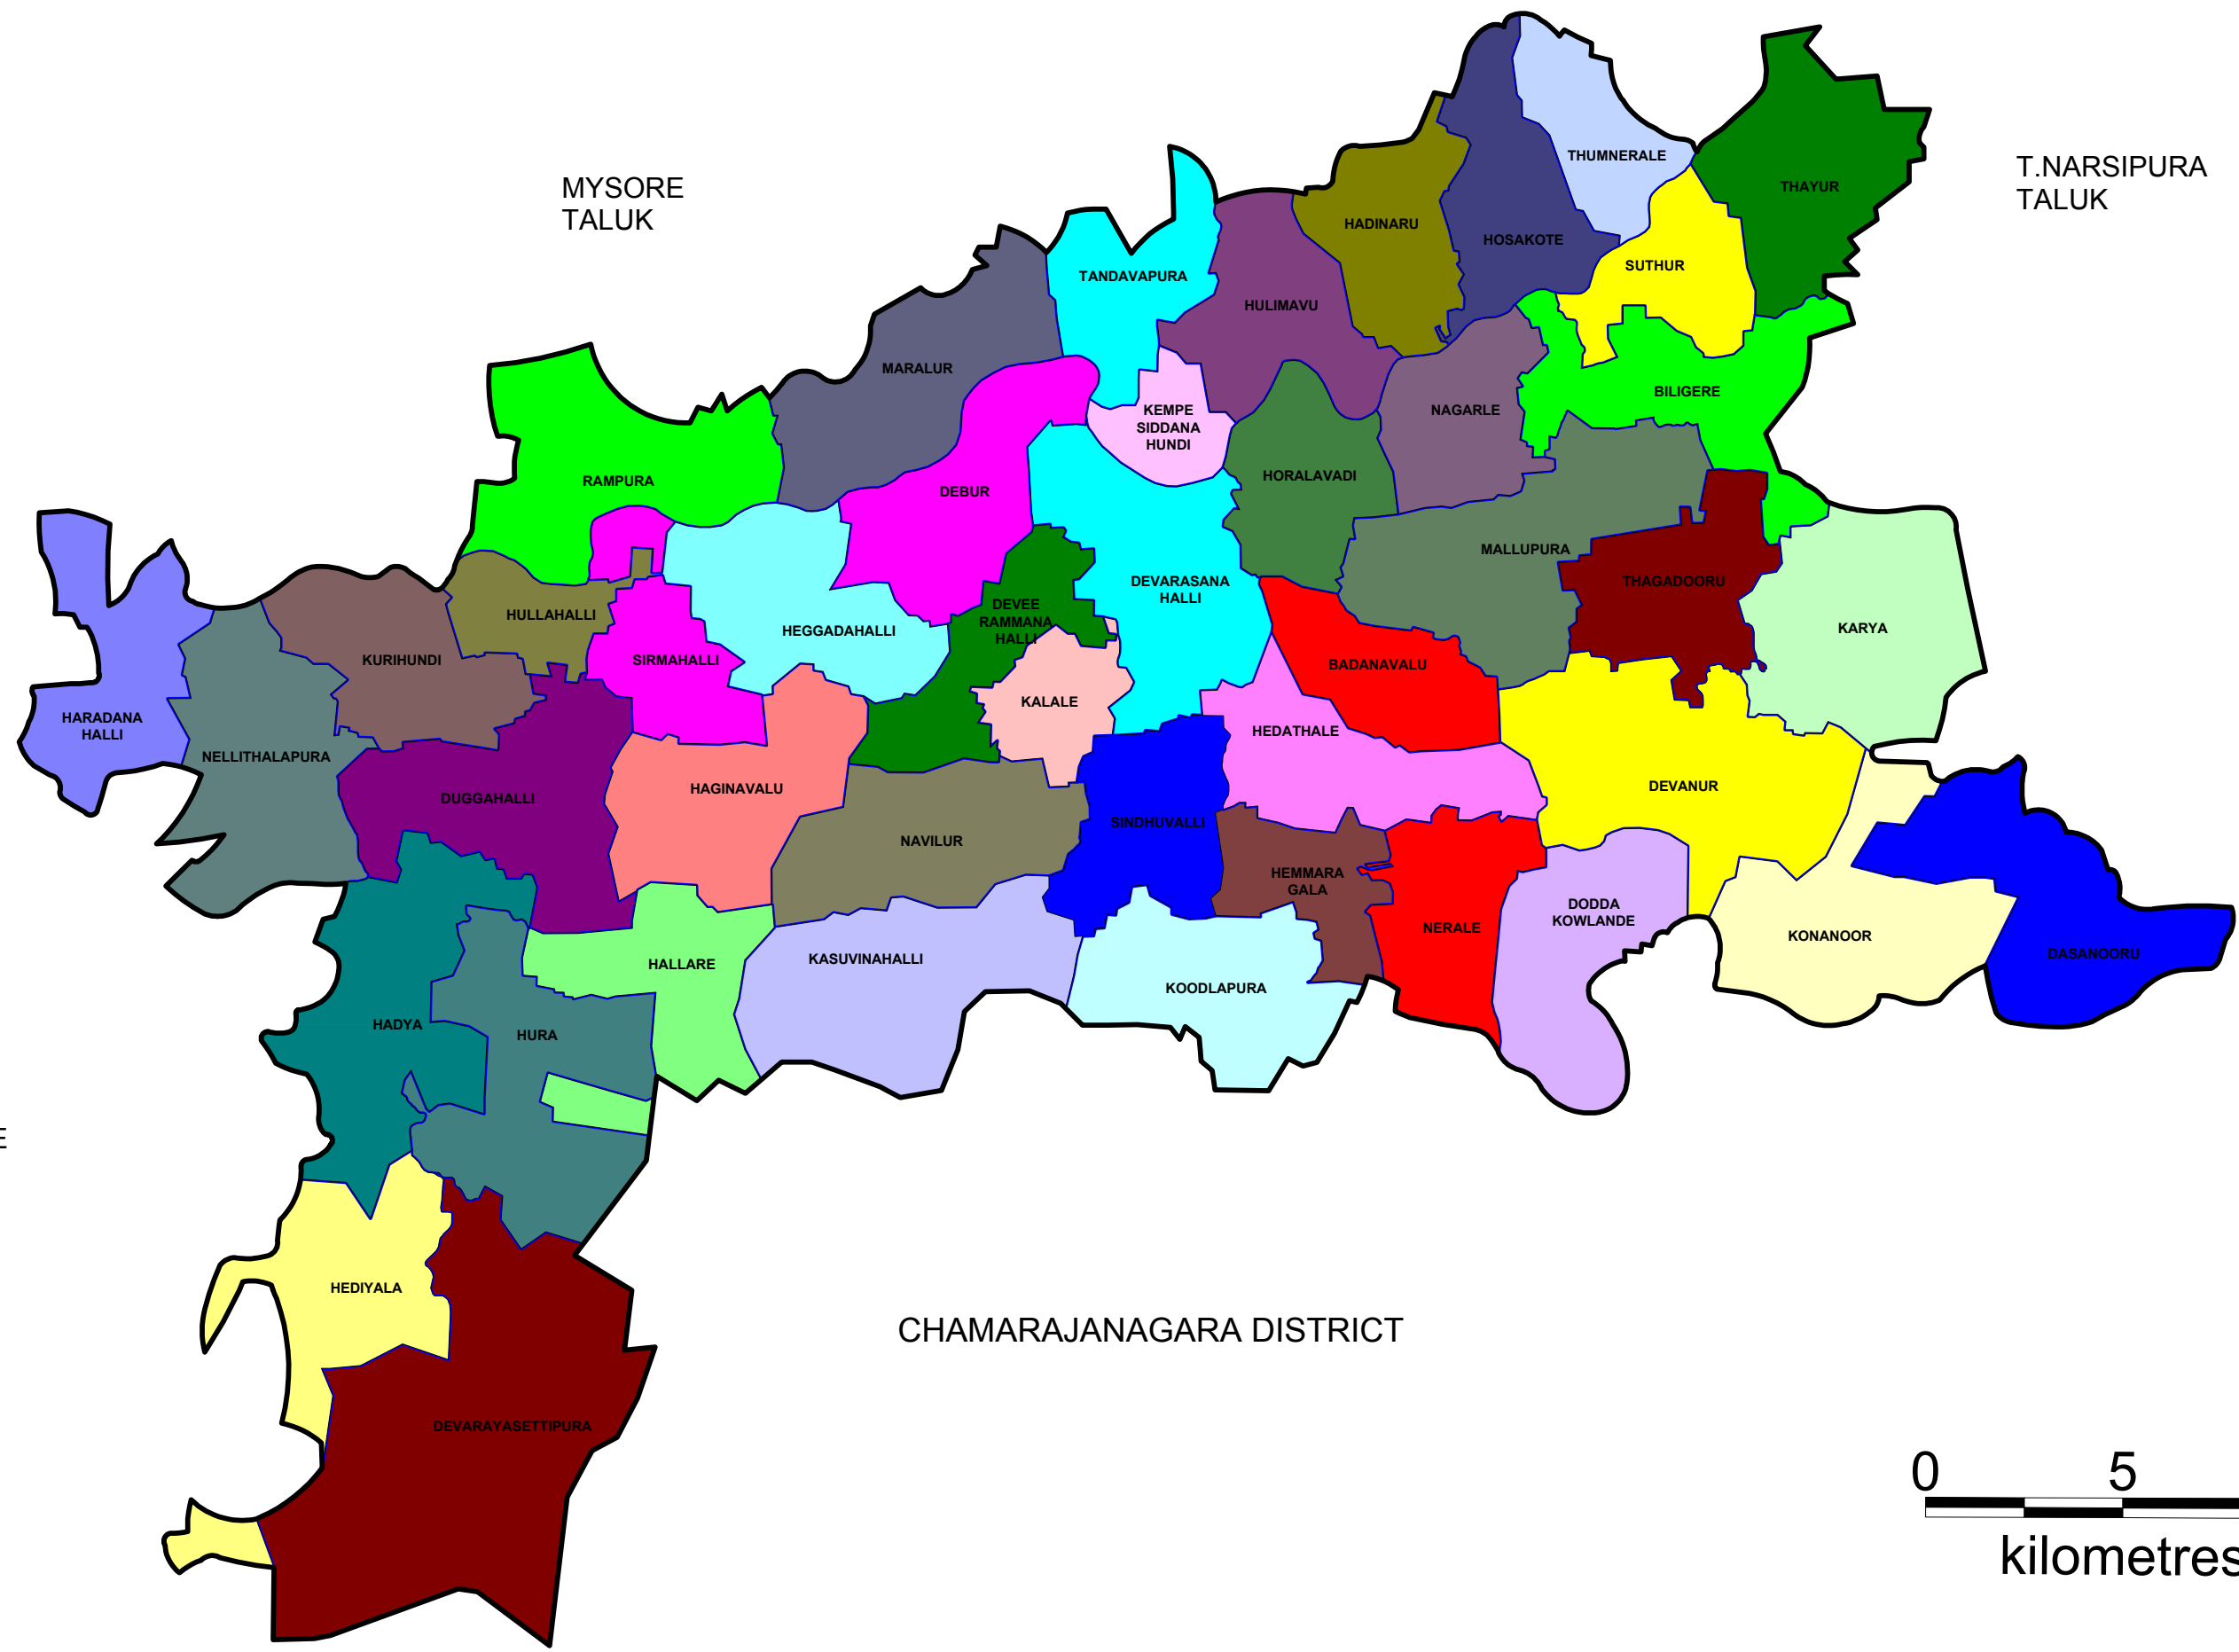 MYSORE
TALUK
T.NARSIPURA
TALUK
THUMNERALE
THAYUR
HADINARU
HOSAKOTE
SUTHUR
TANDAVAPURA
HULIMAVU
MARALUR
BILIGERE
KEMPE
SIDDANA
HUNDI
NAGARLE
RAMPURA
DEBUR
HORALAVADI
MALLUPURA
THAGADOORU
DEVARASANA
HALLI
DEVEE
RAMMANA
HALLI
HULLAHALLI
HEGGADAHALLI
KARYA
KURIHUNDI
SIRMAHALLI
BADANAVALU
HARADANA
HALLI
KALALE
HEDATHALE
NELLITHALAPURA
DUGGAHALLI
HAGINAVALU
DEVANUR
SINDHUVALLI
NAVILUR
HEMMARA
GALA
DODDA
KOWLANDE
NERALE
KONANOOR
DASANOORU
HALLARE
KASUVINAHALLI
KOODLAPURA
HADYA
HURA
E
HEDIYALA
CHAMARAJANAGARA DISTRICT
DEVARAYASETTIPURA
0 5
kilometres